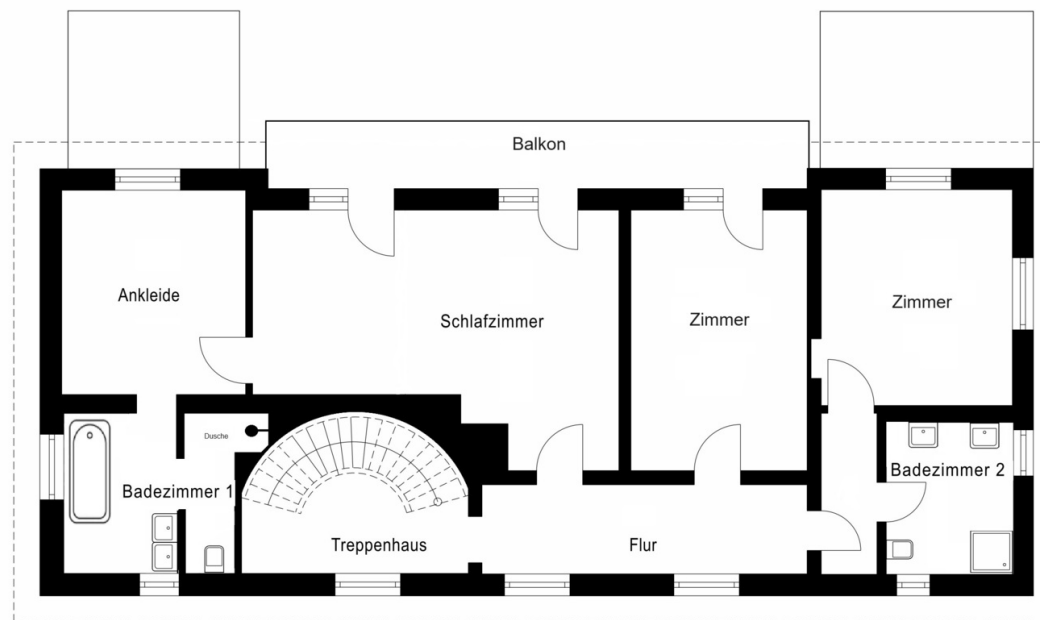 Balkon
Ankleide
Schlafzimmer
Zimmer
Zimmer
Dusche
Badezimmer 1
Badezimmer 2
Treppenhaus
Flur